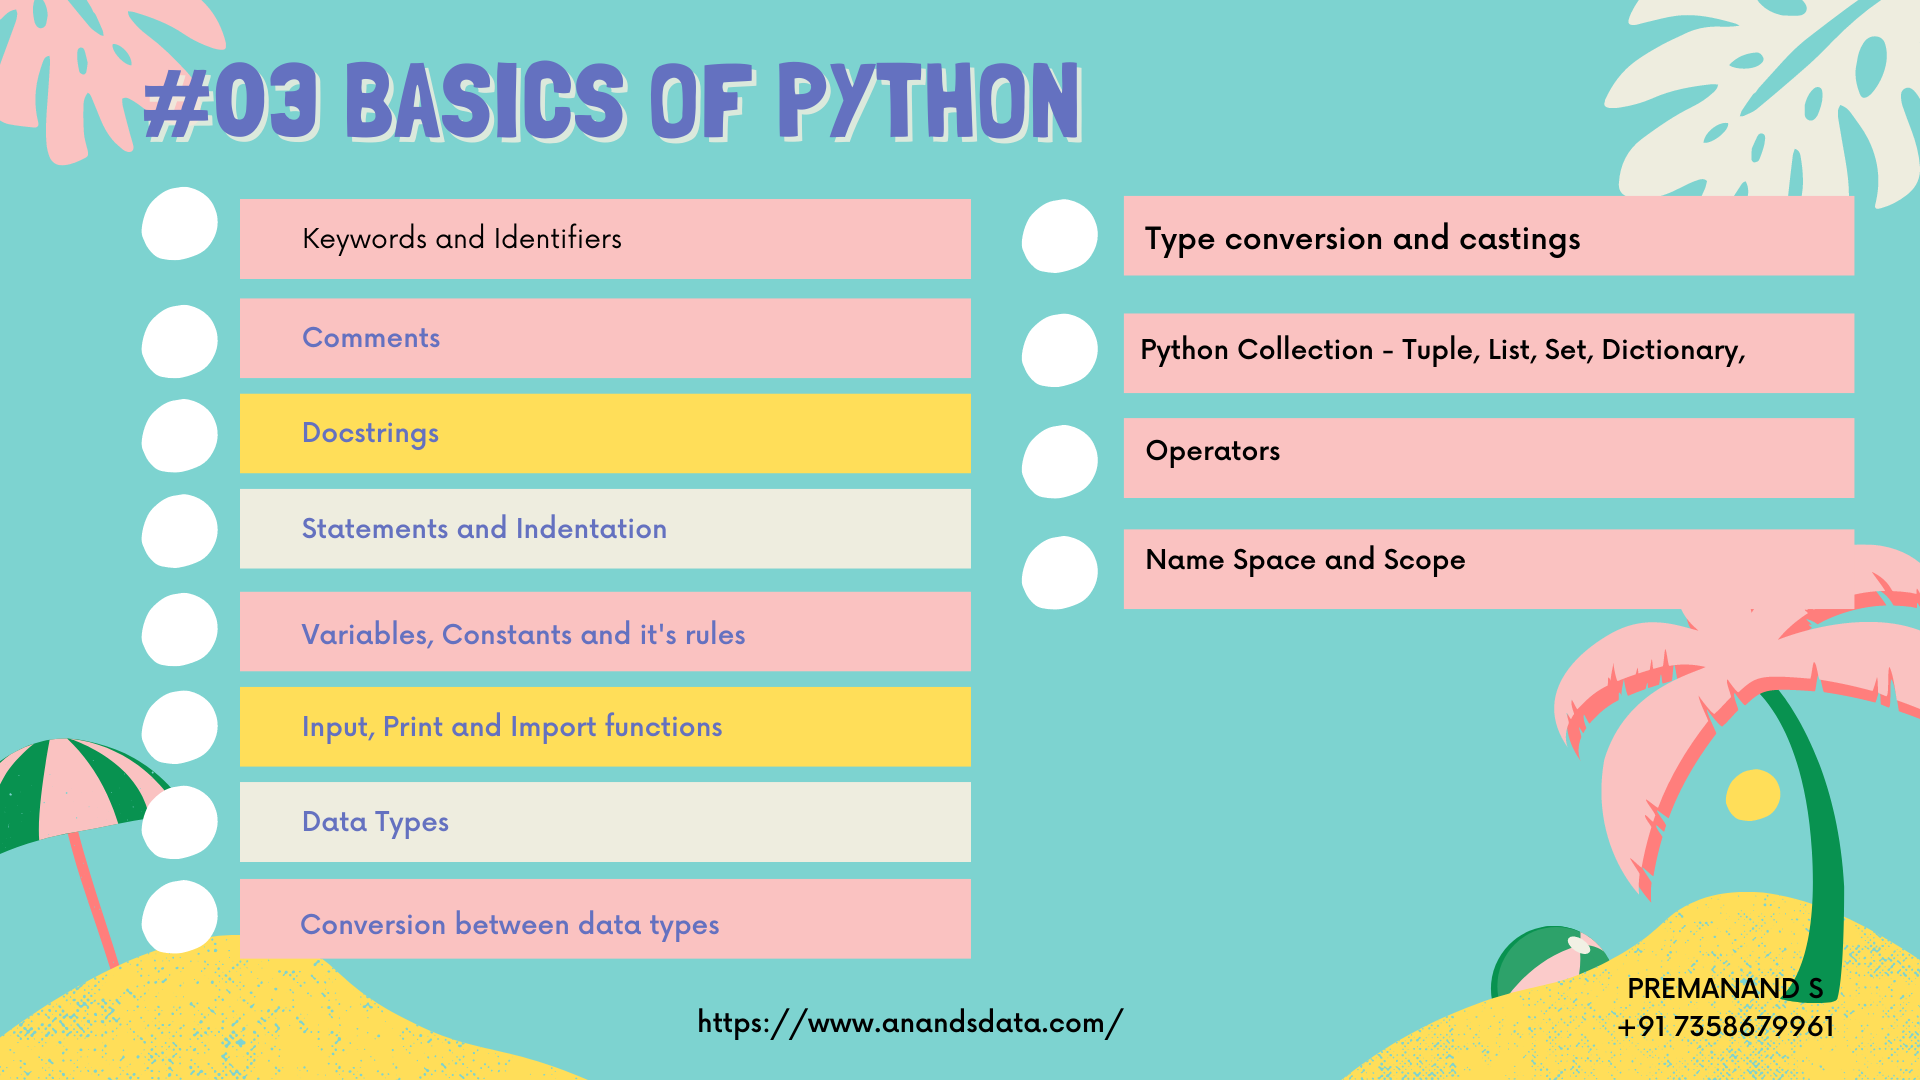 #03 BASICS OF PYTHON
Keywords and Identifiers
Comments
Docstrings
Statements and Indentation
Variables, Constants and it's rules
Input, Print and Import functions
Data Types
Conversion between data types
Type conversion and castings
Python Collection - Tuple, List, Set, Dictionary,
Operators
Name Space and Scope
https://www.anandsdata.com/
PREMANAND S
+91 7358679961